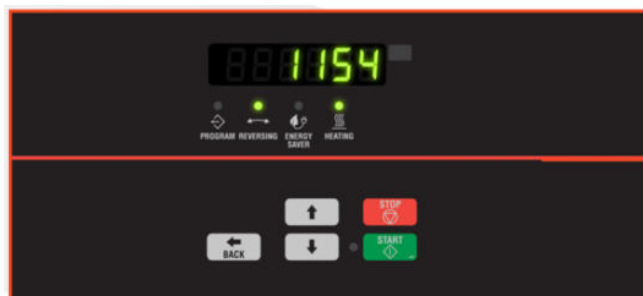 1154
PROGRAM REVERSING ENERGY SAVER HEATING
STOP
START
BACK